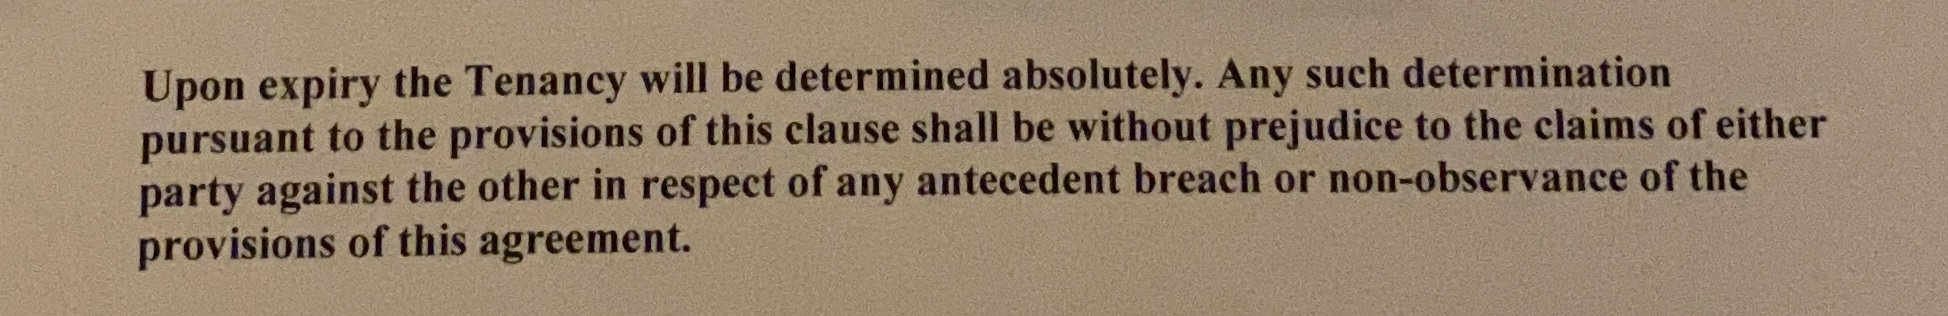 Upon expiry the Tenancy will be determined absolutely. Any such determination
pursuant to the provisions of this clause shall be without prejudice to the claims of either
party against the other in respect of any antecedent breach or non-observance of the
provisions of this agreement.